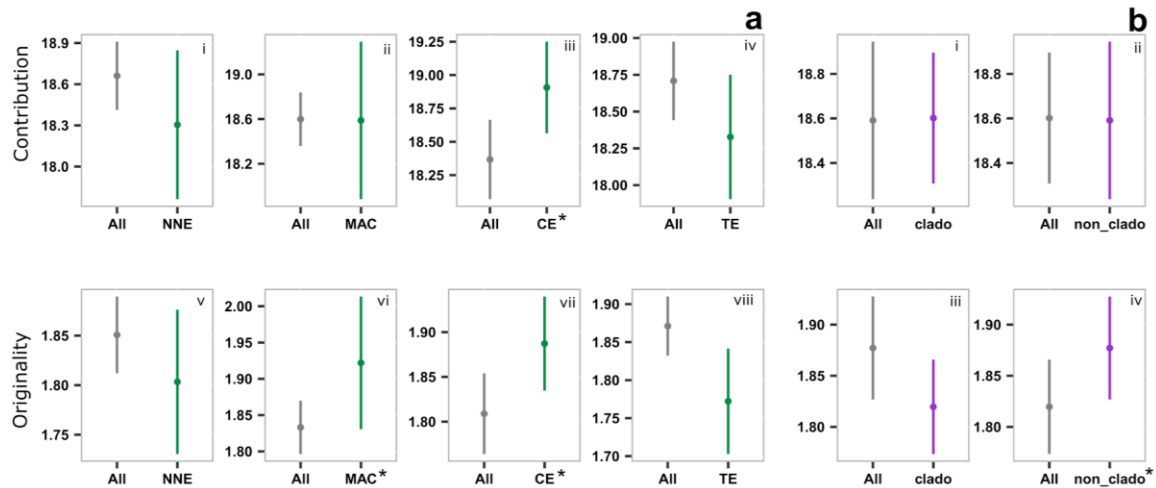 a
b
Contribution
i
18.9
18.6
18.3
18.0
All NNE
ii
19.0
18.6
18.2
All MAC
iii
19.25
19.00
18.75
18.50
18.25
All CE*
iv
19.00
18.75
18.50
18.25
18.00
All TE
i
18.8
18.6
18.4
All clado
ii
18.8
18.6
18.4
All non_clado
Originality
v
1.85
1.80
1.75
All NNE
vi
2.00
1.95
1.90
1.85
1.80
All MAC*
vii
1.90
1.85
1.80
All CE*
viii
1.90
1.85
1.80
1.75
1.70
All TE
iii
1.90
1.85
1.80
All clado
iv
1.90
1.85
1.80
All non_clado*